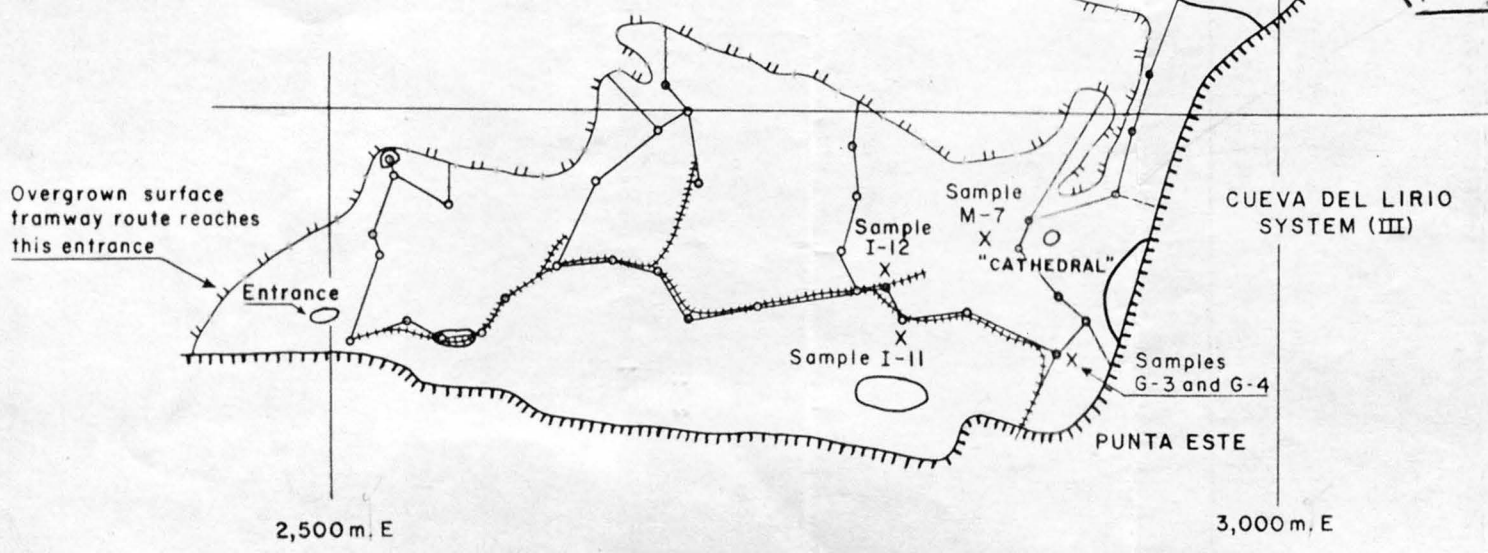 Overgrown surface
tramway route reaches
this entrance
Entrance
Sample
I-12
Sample
M-7
"CATHEDRAL"
CUEVA DEL LIRIO
SYSTEM (III)
Sample I-11
Samples
G-3 and G-4
PUNTA ESTE
2,500 m. E
3,000 m. E
X
X
X
X